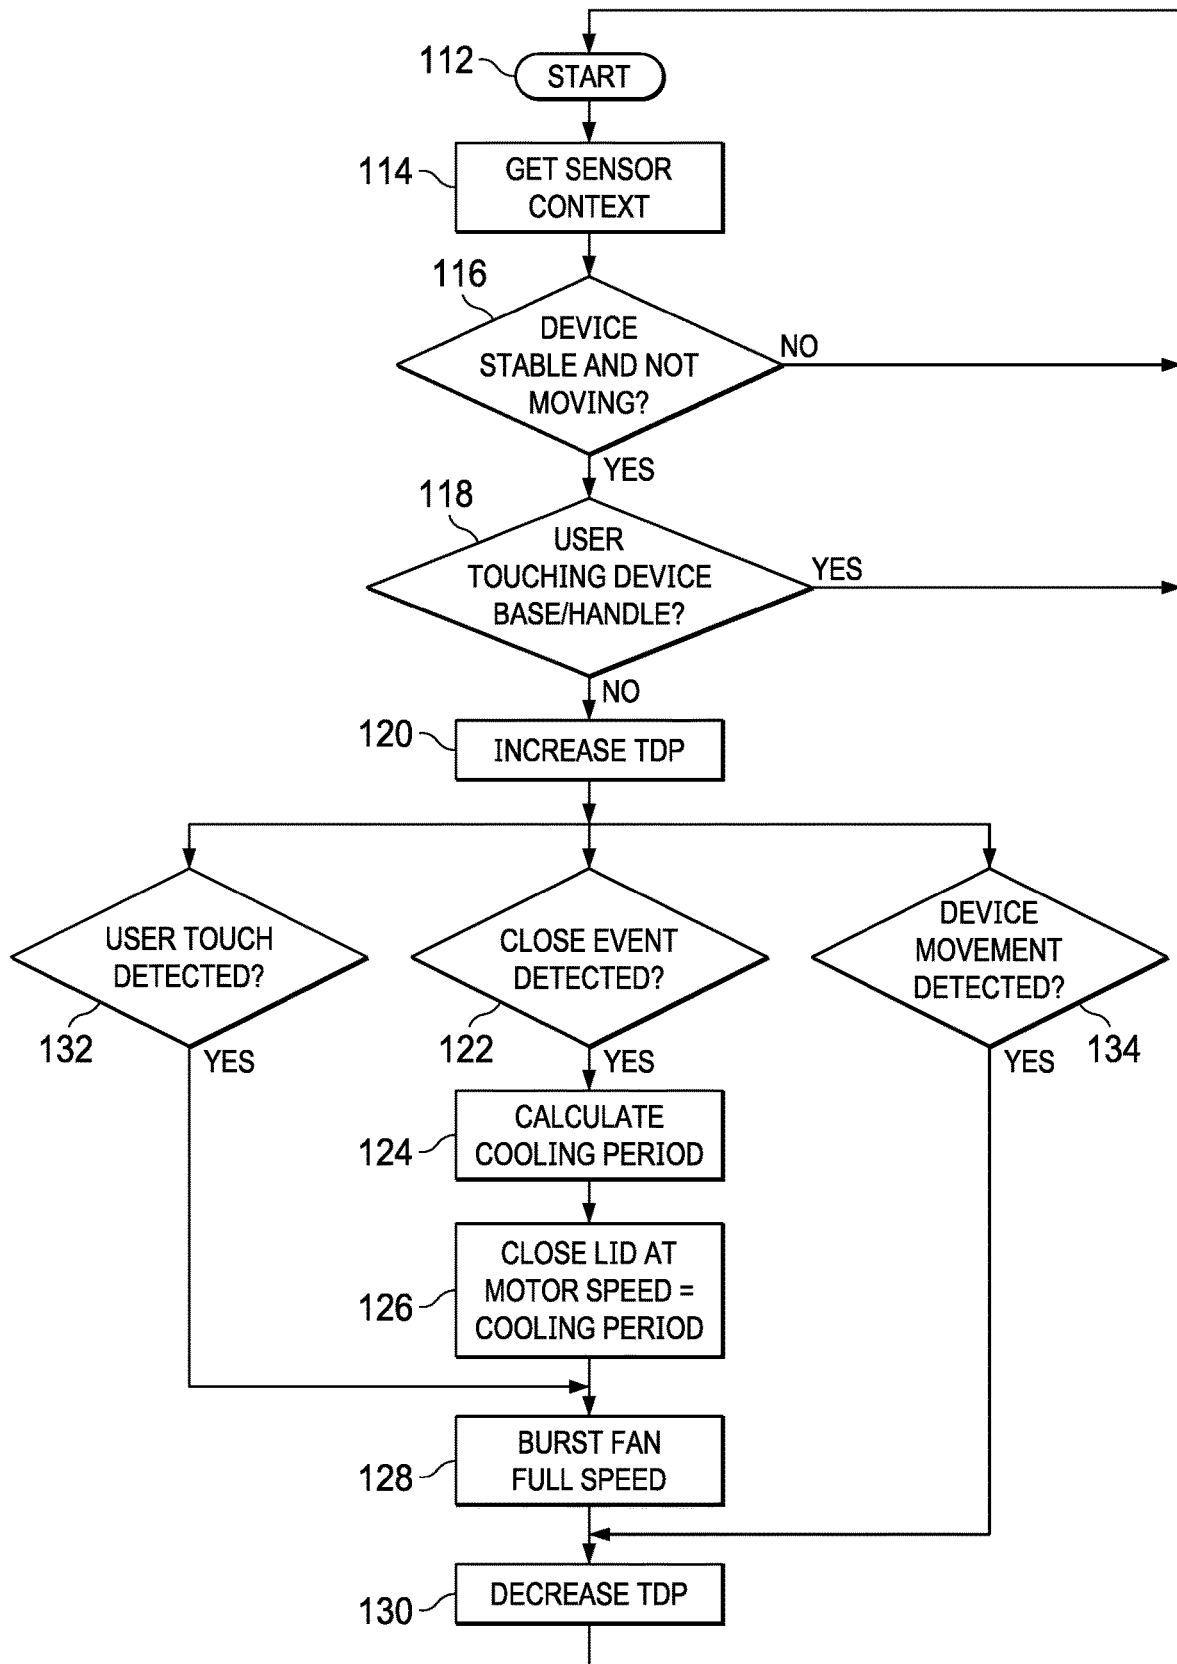 112
START
114
GET SENSOR
CONTEXT
116
DEVICE
STABLE AND NOT
MOVING?
NO
YES
118
USER
TOUCHING DEVICE
BASE/HANDLE?
YES
NO
120
INCREASE TDP
USER TOUCH
DETECTED?
132
YES
CLOSE EVENT
DETECTED?
122
YES
DEVICE
MOVEMENT
DETECTED?
134
YES
124
CALCULATE
COOLING PERIOD
126
CLOSE LID AT
MOTOR SPEED =
COOLING PERIOD
128
BURST FAN
FULL SPEED
130
DECREASE TDP